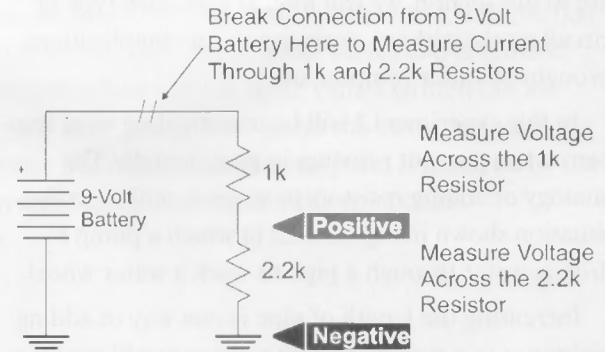 Break Connection from 9-Volt
Battery Here to Measure Current
Through 1k and 2.2k Resistors
Measure Voltage
Across the 1k
Resistor
1k
+
9-Volt
Battery
Positive
Measure Voltage
Across the 2.2k
Resistor
2.2k
Negative